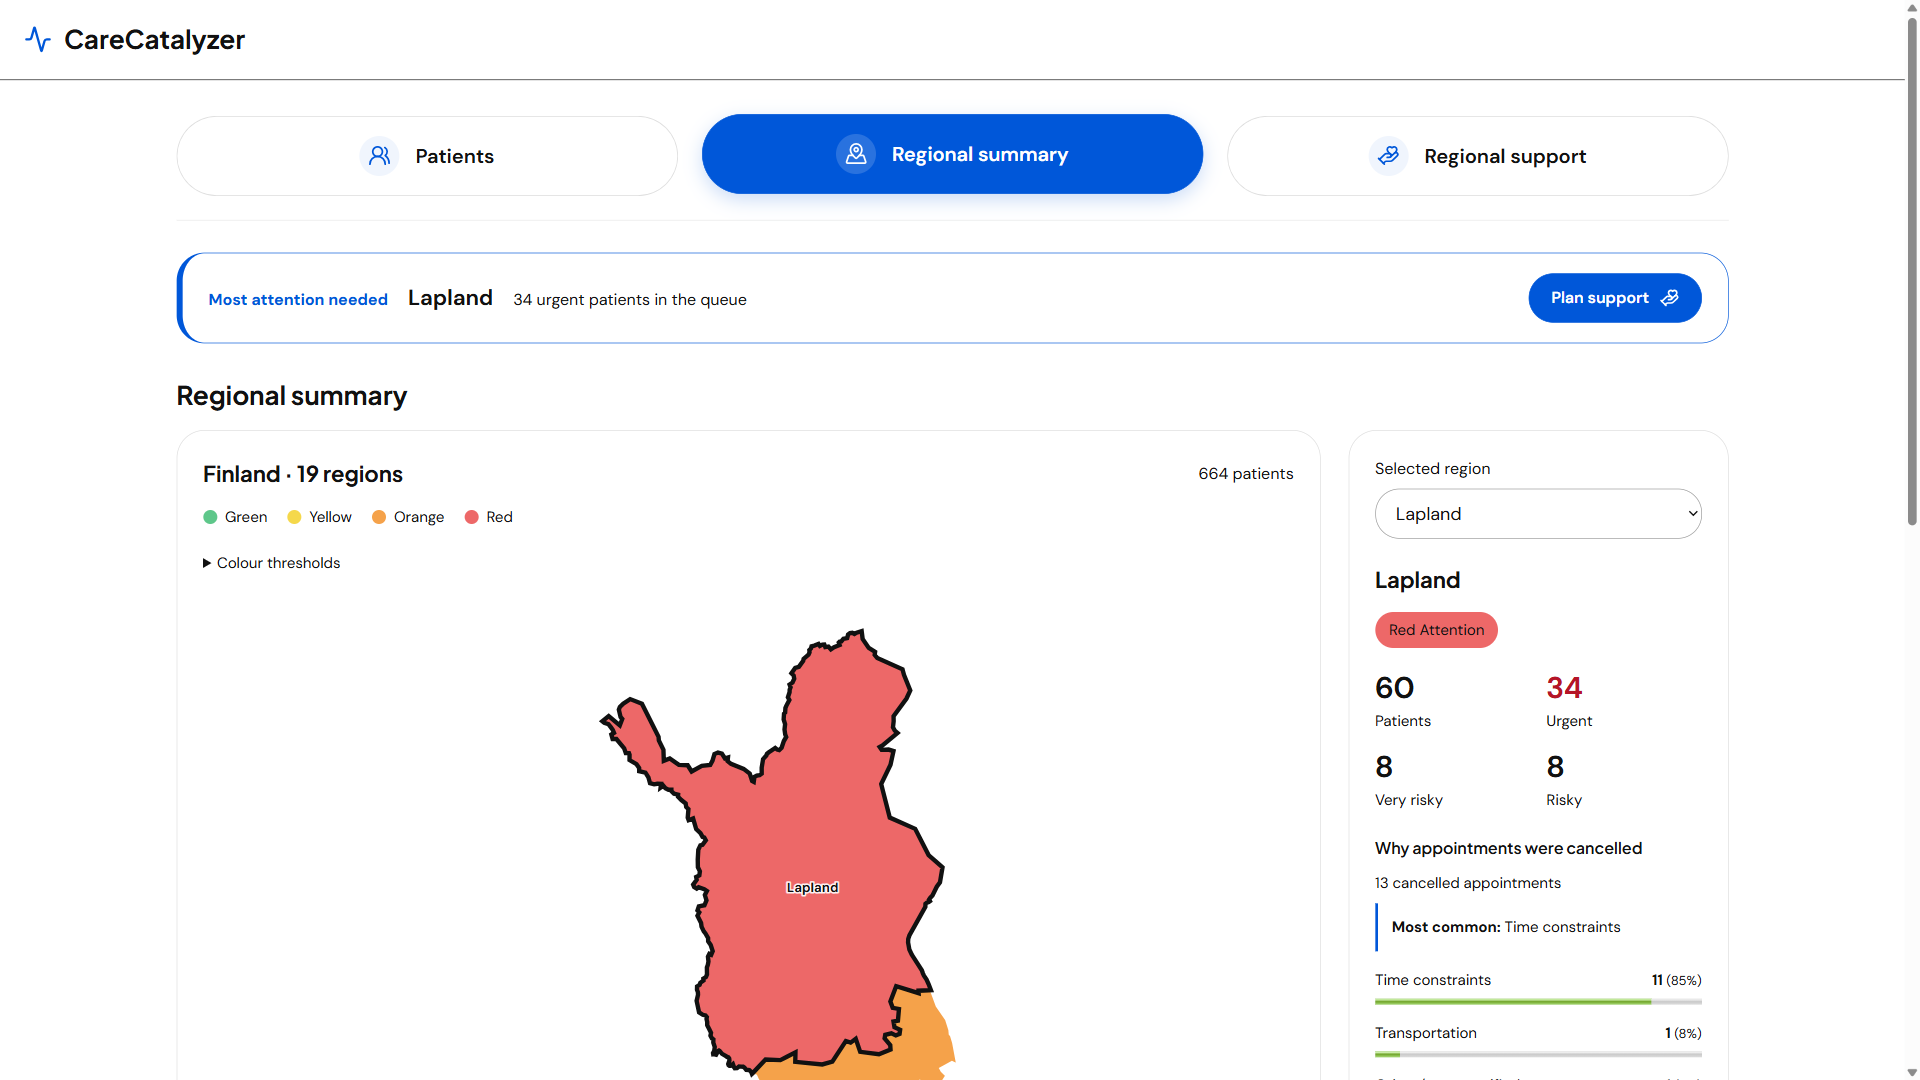 CareCatalyzer
Patients
Regional summary
Regional support
Most attention needed Lapland 34 urgent patients in the queue
Plan support
Regional summary
Finland · 19 regions
664 patients
Green Yellow Orange Red
Colour thresholds
Lapland
Selected region
Lapland
Lapland
Red Attention
60 34
Patients Urgent
8 8
Very risky Risky
Why appointments were cancelled
13 cancelled appointments
Most common: Time constraints
Time constraints 11 (85%)
Transportation 1 (8%)